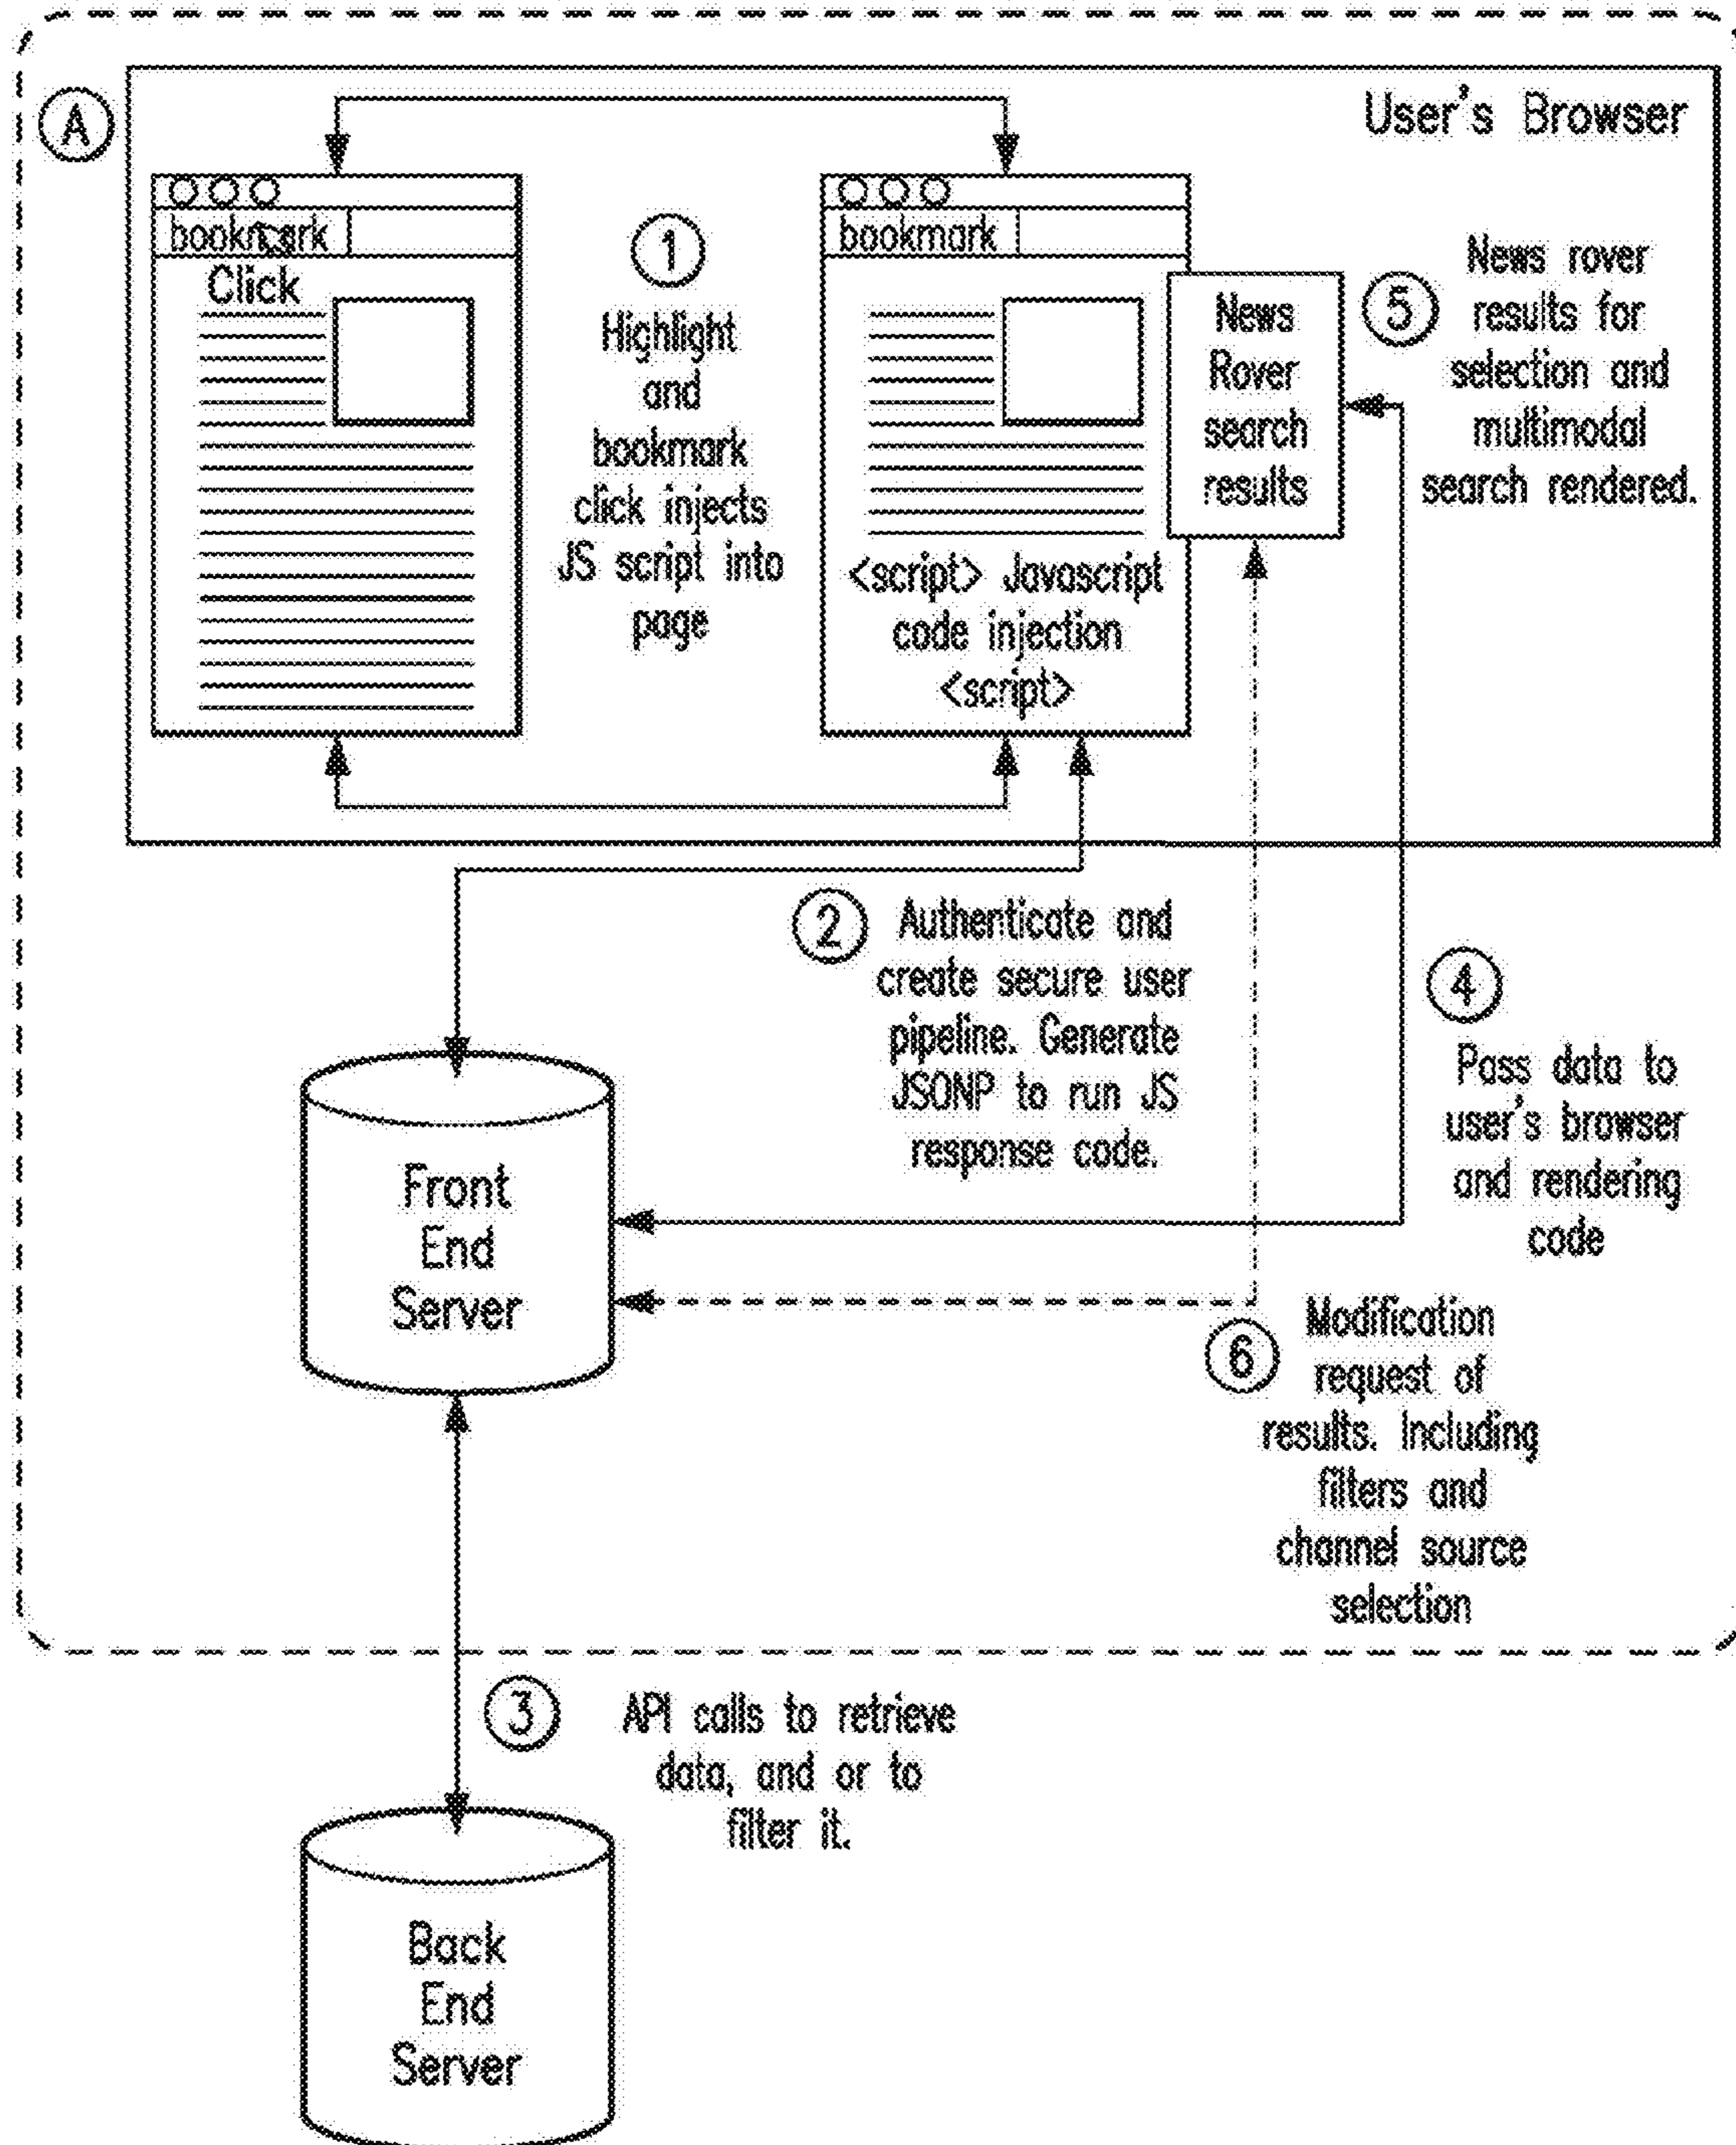 A
User's Browser
bookmark
Click
1
Highlight
and
bookmark
click injects
JS script into
page
bookmark
<script> Javascript
code injection
<script>
News
Rover
search
results
5
News rover
results for
selection and
multimodal
search rendered.
2
Authenticate and
create secure user
pipeline. Generate
JSONP to run JS
response code.
4
Pass data to
user's browser
and rendering
code
Front
End
Server
6
Modification
request of
results. Including
filters and
channel source
selection
3
API calls to retrieve
data, and or to
filter it.
Back
End
Server